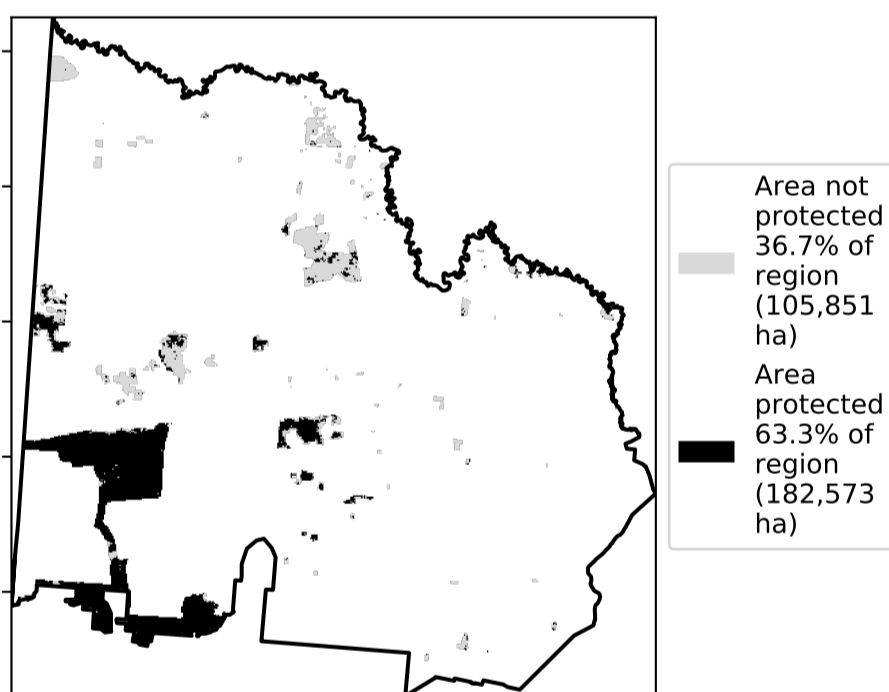 Area not
protected
36.7% of
region
(105,851
ha)
Area
protected
63.3% of
region
(182,573
ha)